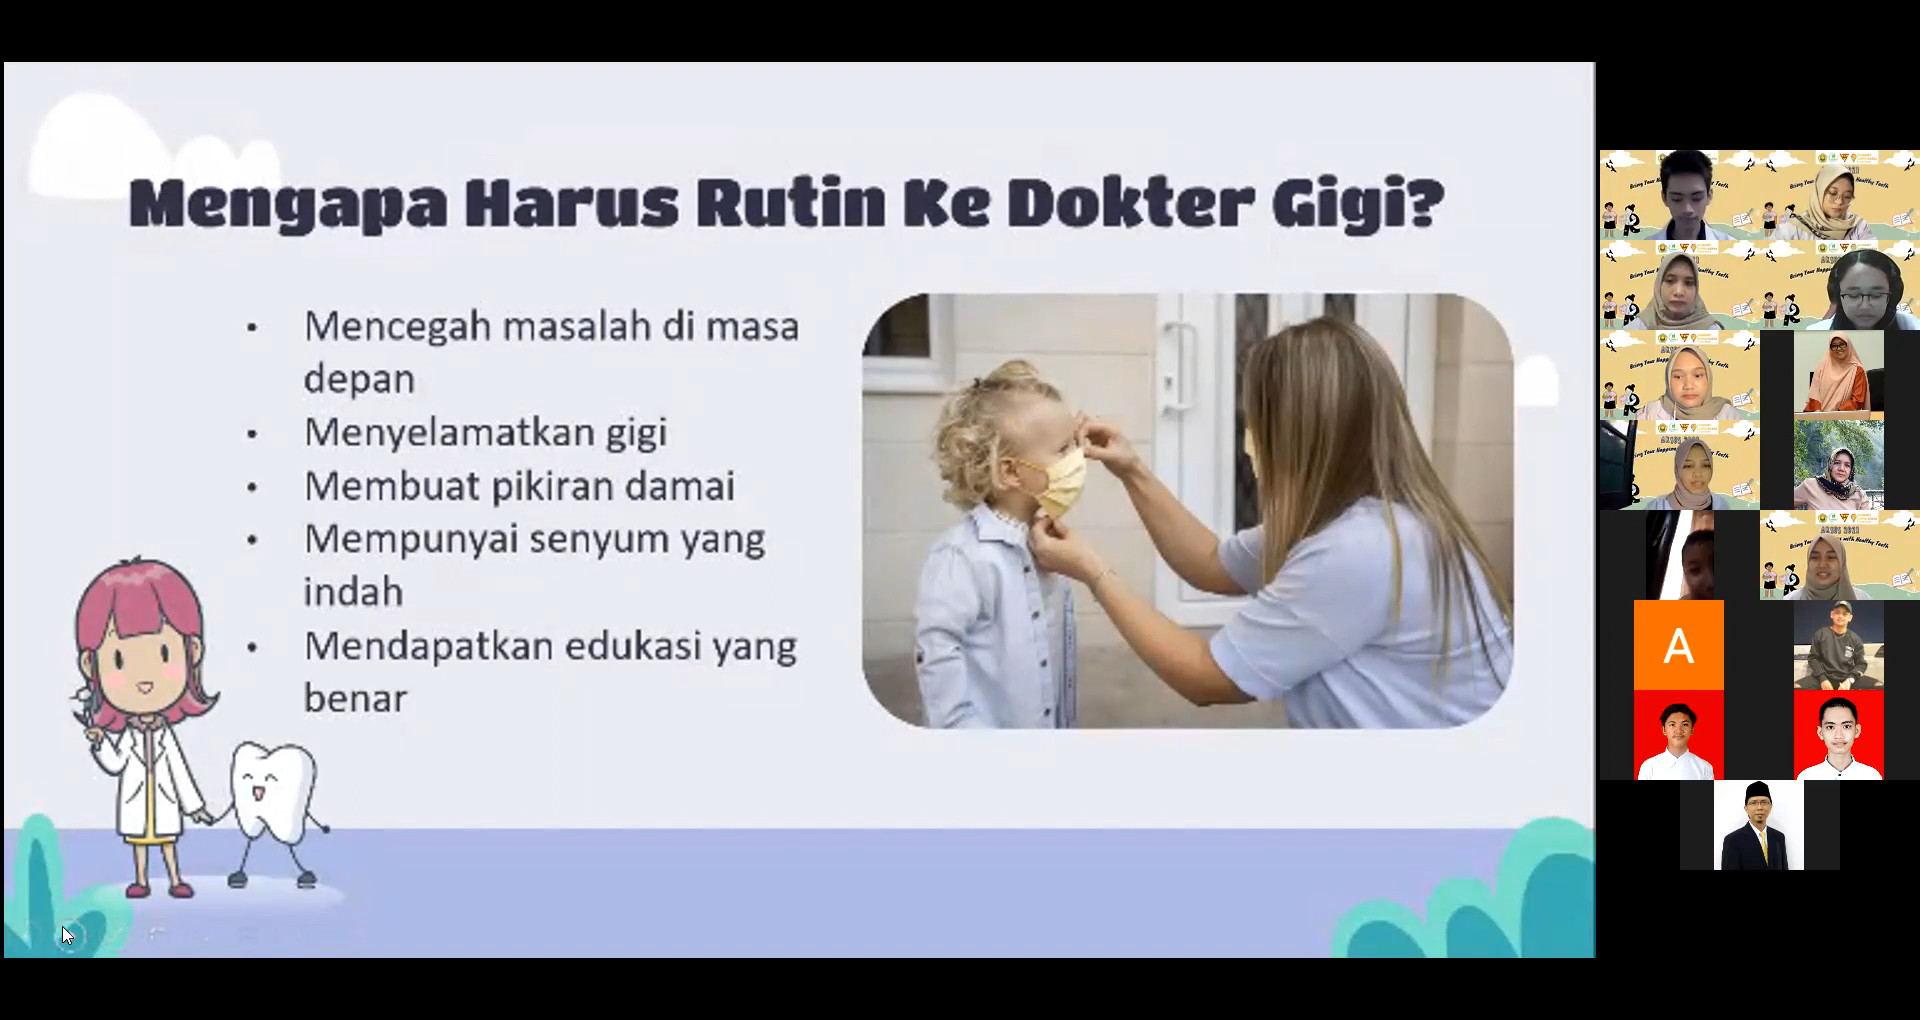 Mengapa Harus Rutin Ke Dokter Gigi?
• Mencegah masalah di masa
depan
• Menyelamatkan gigi
• Membuat pikiran damai
• Mempunyai senyum yang
indah
• Mendapatkan edukasi yang
benar
A